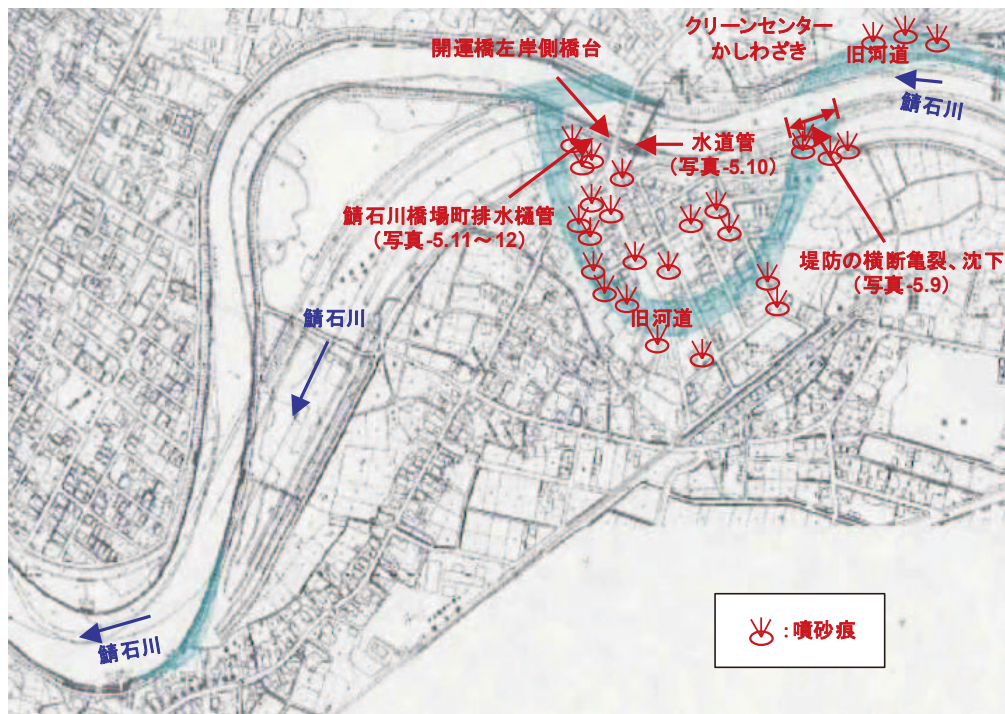 クリーンセンター
かしわざき
旧河道
開運橋左岸側橋台
鯖石川
水道管
(写真-5.10)
鯖石川橋場町排水樋管
(写真-5.11～12)
堤防の横断亀裂、沈下
(写真-5.9)
鯖石川
旧河道
:噴砂痕
鯖石川